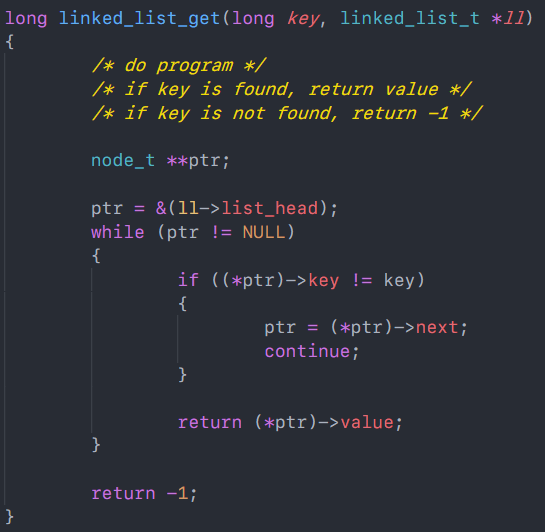 long linked_list_get(long key, linked_list_t *ll)
{
/* do program */
/* if key is found, return value */
/* if key is not found, return -1 */
node_t **ptr;
ptr = &(ll->list_head);
while (ptr != NULL)
{
if ((*ptr)->key != key)
{
ptr = (*ptr)->next;
continue;
}
return (*ptr)->value;
}
return -1;
}